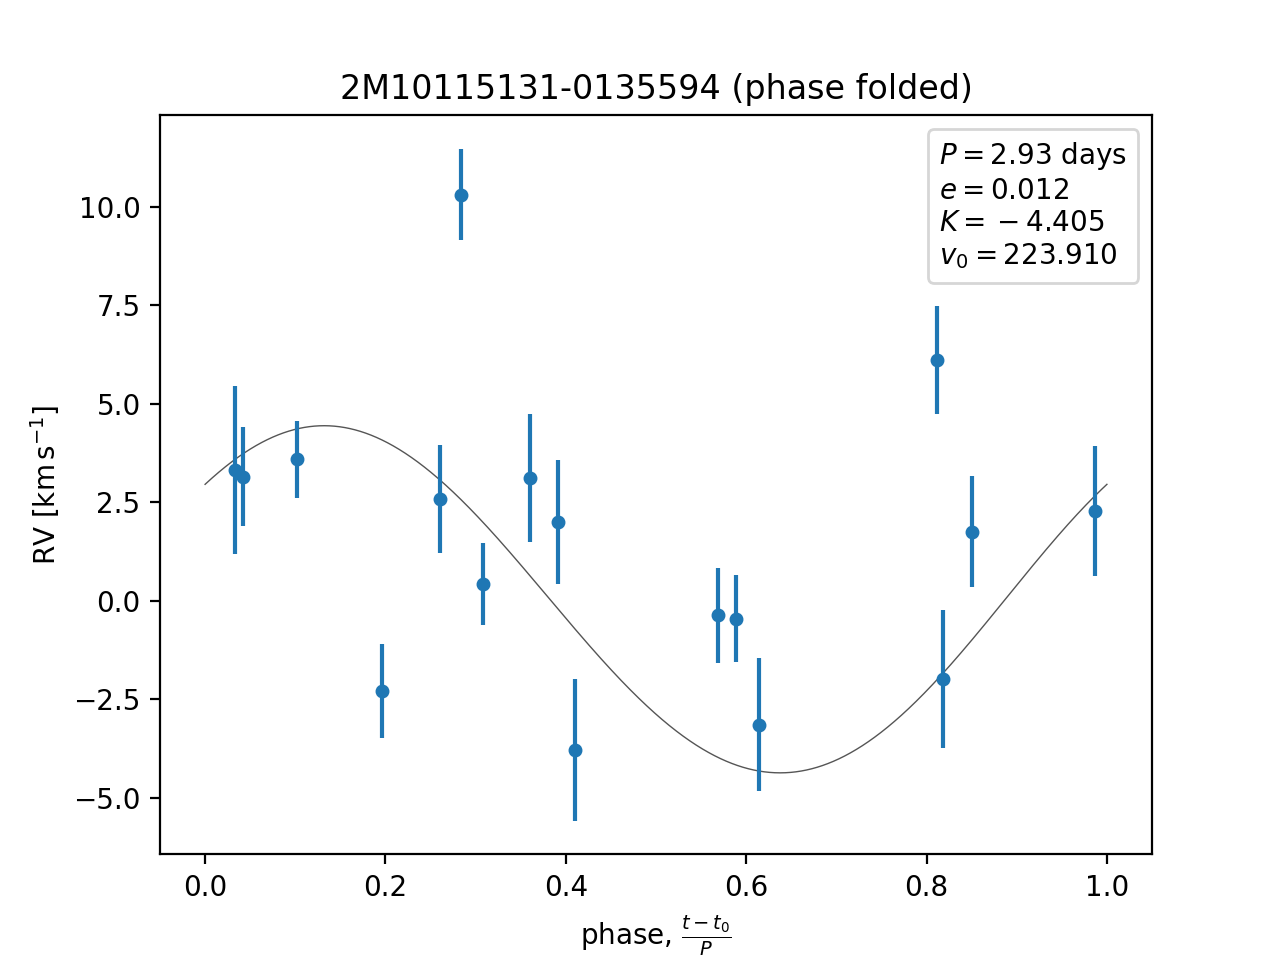 2M10115131-0135594 (phase folded)
P = 2.93 days
e = 0.012
K = −4.405
v₀ = 223.910
10.0
7.5
5.0
2.5
0.0
−2.5
−5.0
RV [km s⁻¹]
0.0 0.2 0.4 0.6 0.8 1.0
phase, (t − t₀)/P